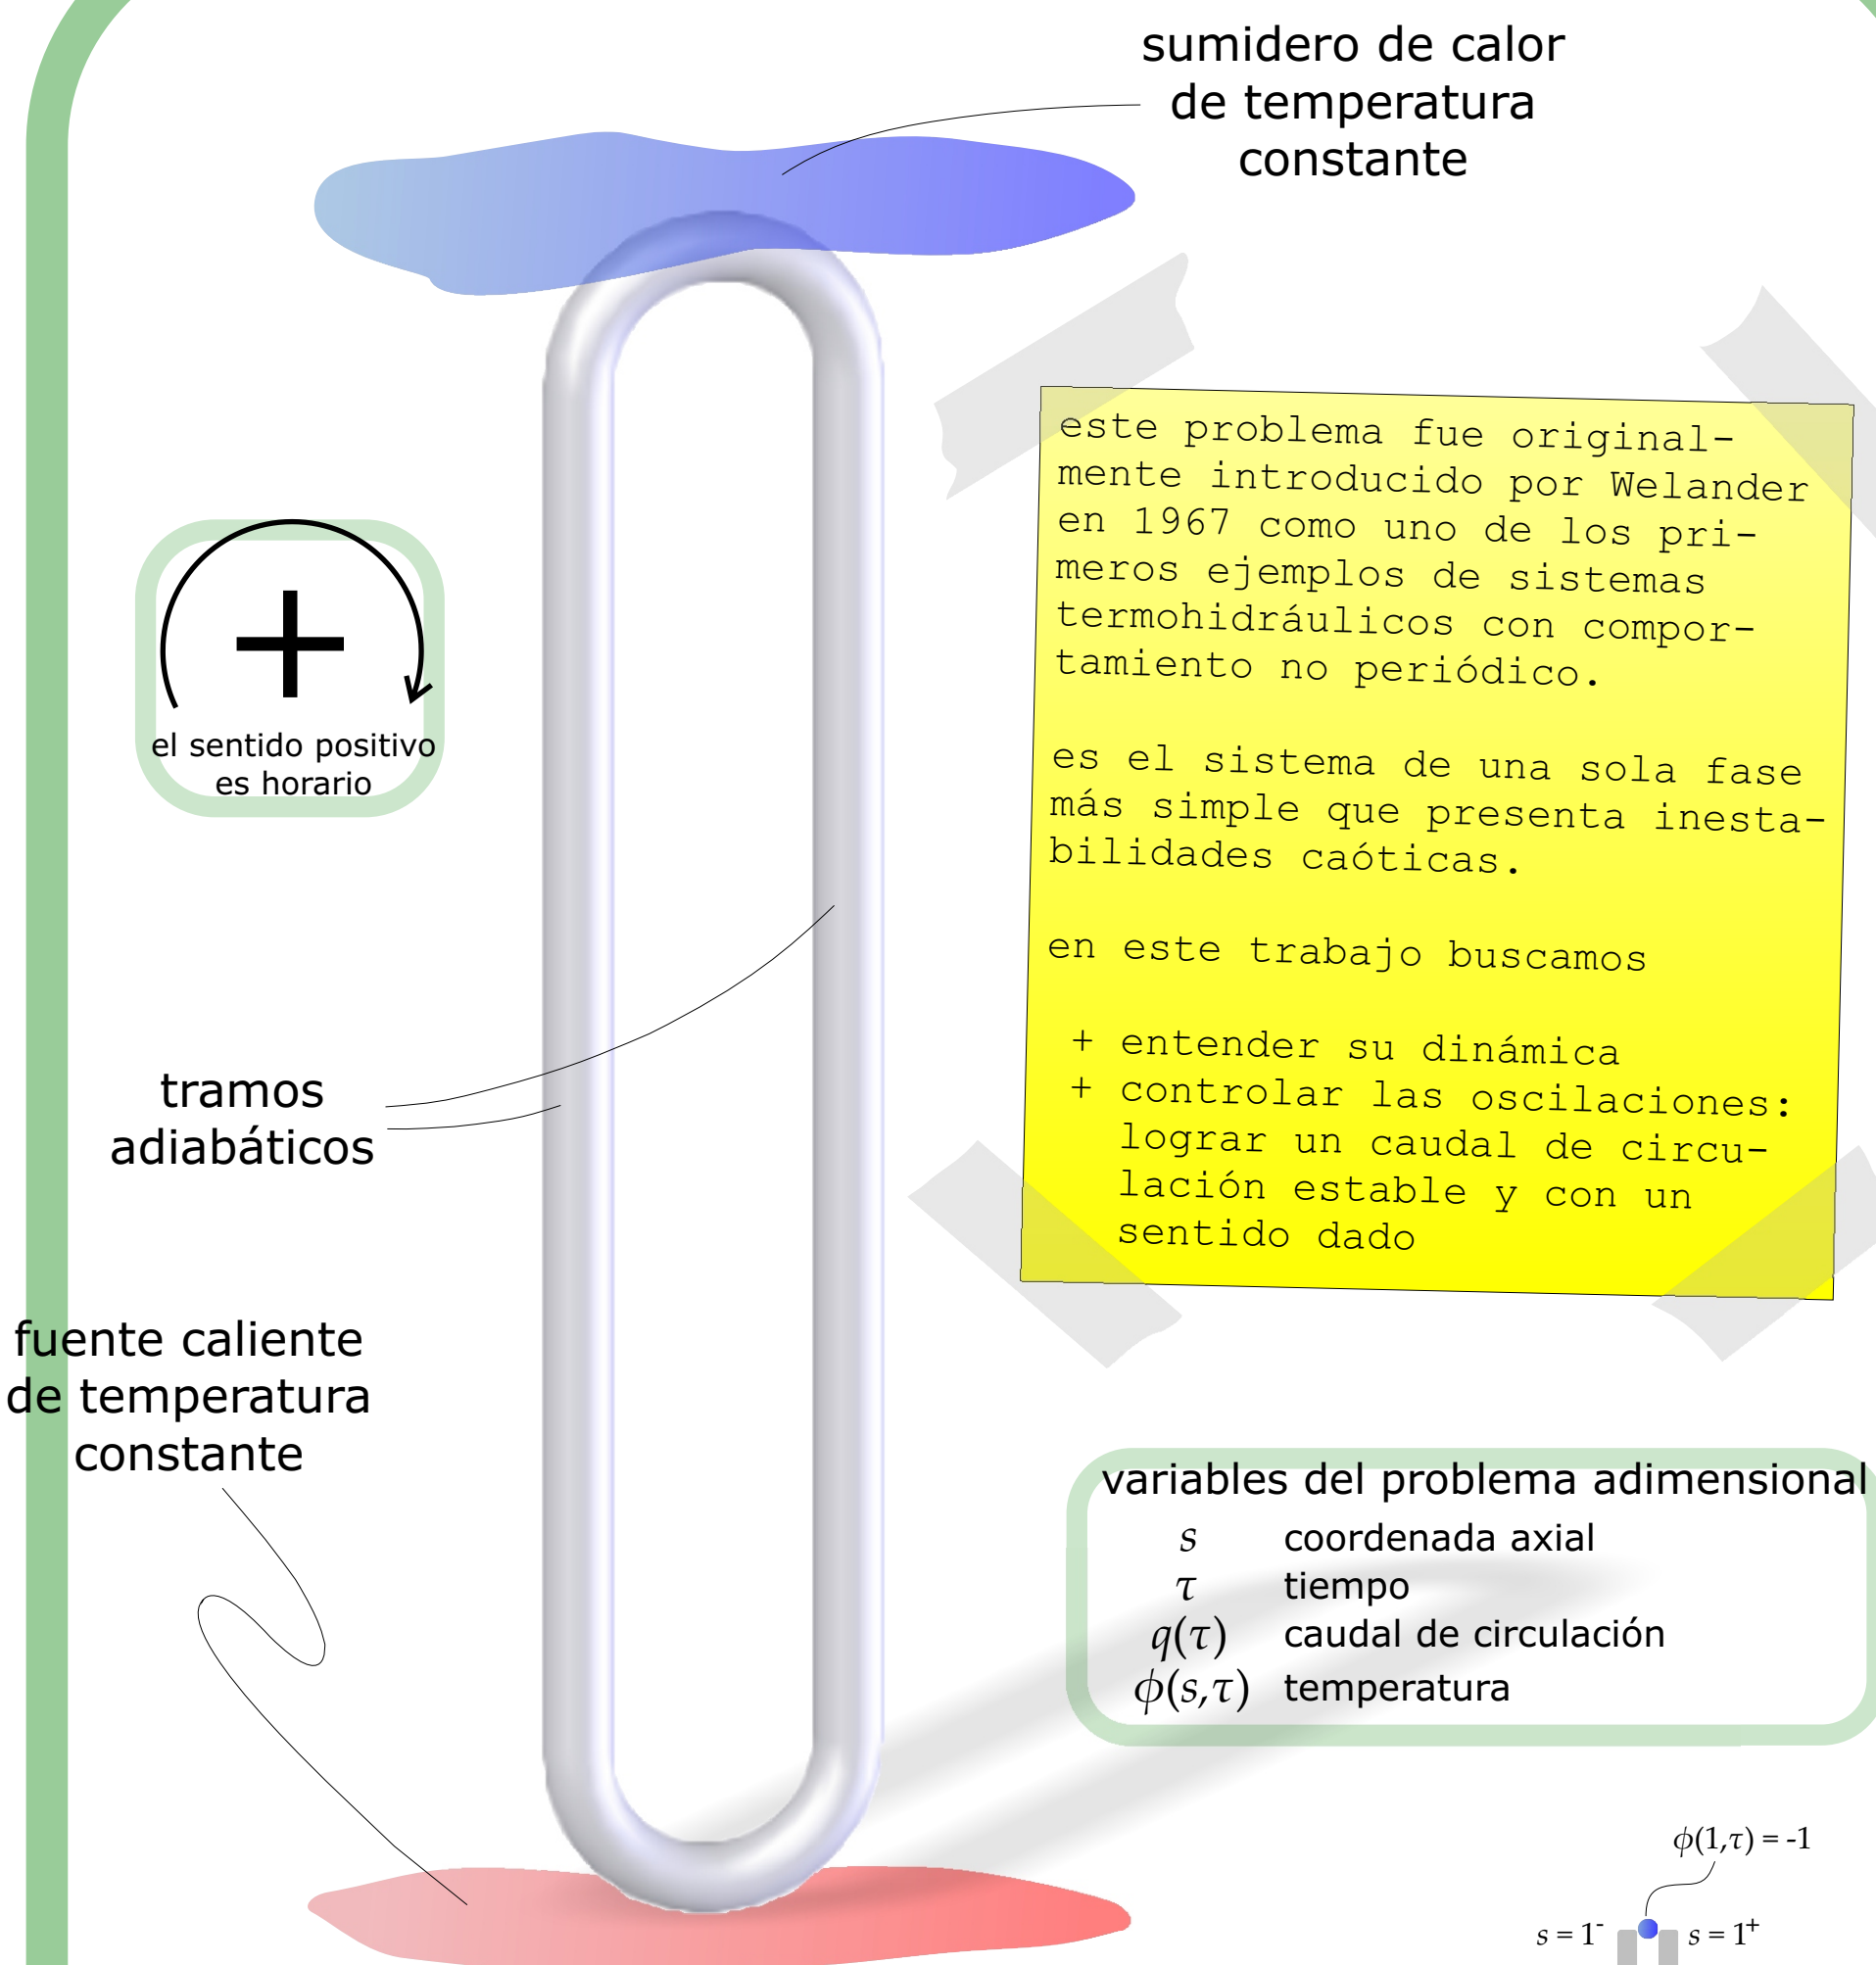 sumidero de calor
de temperatura
constante
este problema fue original-
mente introducido por Welander
en 1967 como uno de los pri-
meros ejemplos de sistemas
termohidráulicos con compor-
tamiento no periódico.
es el sistema de una sola fase
más simple que presenta inesta-
bilidades caóticas.
en este trabajo buscamos
+ entender su dinámica
+ controlar las oscilaciones:
lograr un caudal de circu-
lación estable y con un
sentido dado
+
el sentido positivo
es horario
tramos
adiabáticos
fuente caliente
de temperatura
constante
variables del problema adimensional
s coordenada axial
τ tiempo
q(τ) caudal de circulación
ϕ(s,τ) temperatura
ϕ(1,τ) = -1
s = 1⁻ s = 1⁺